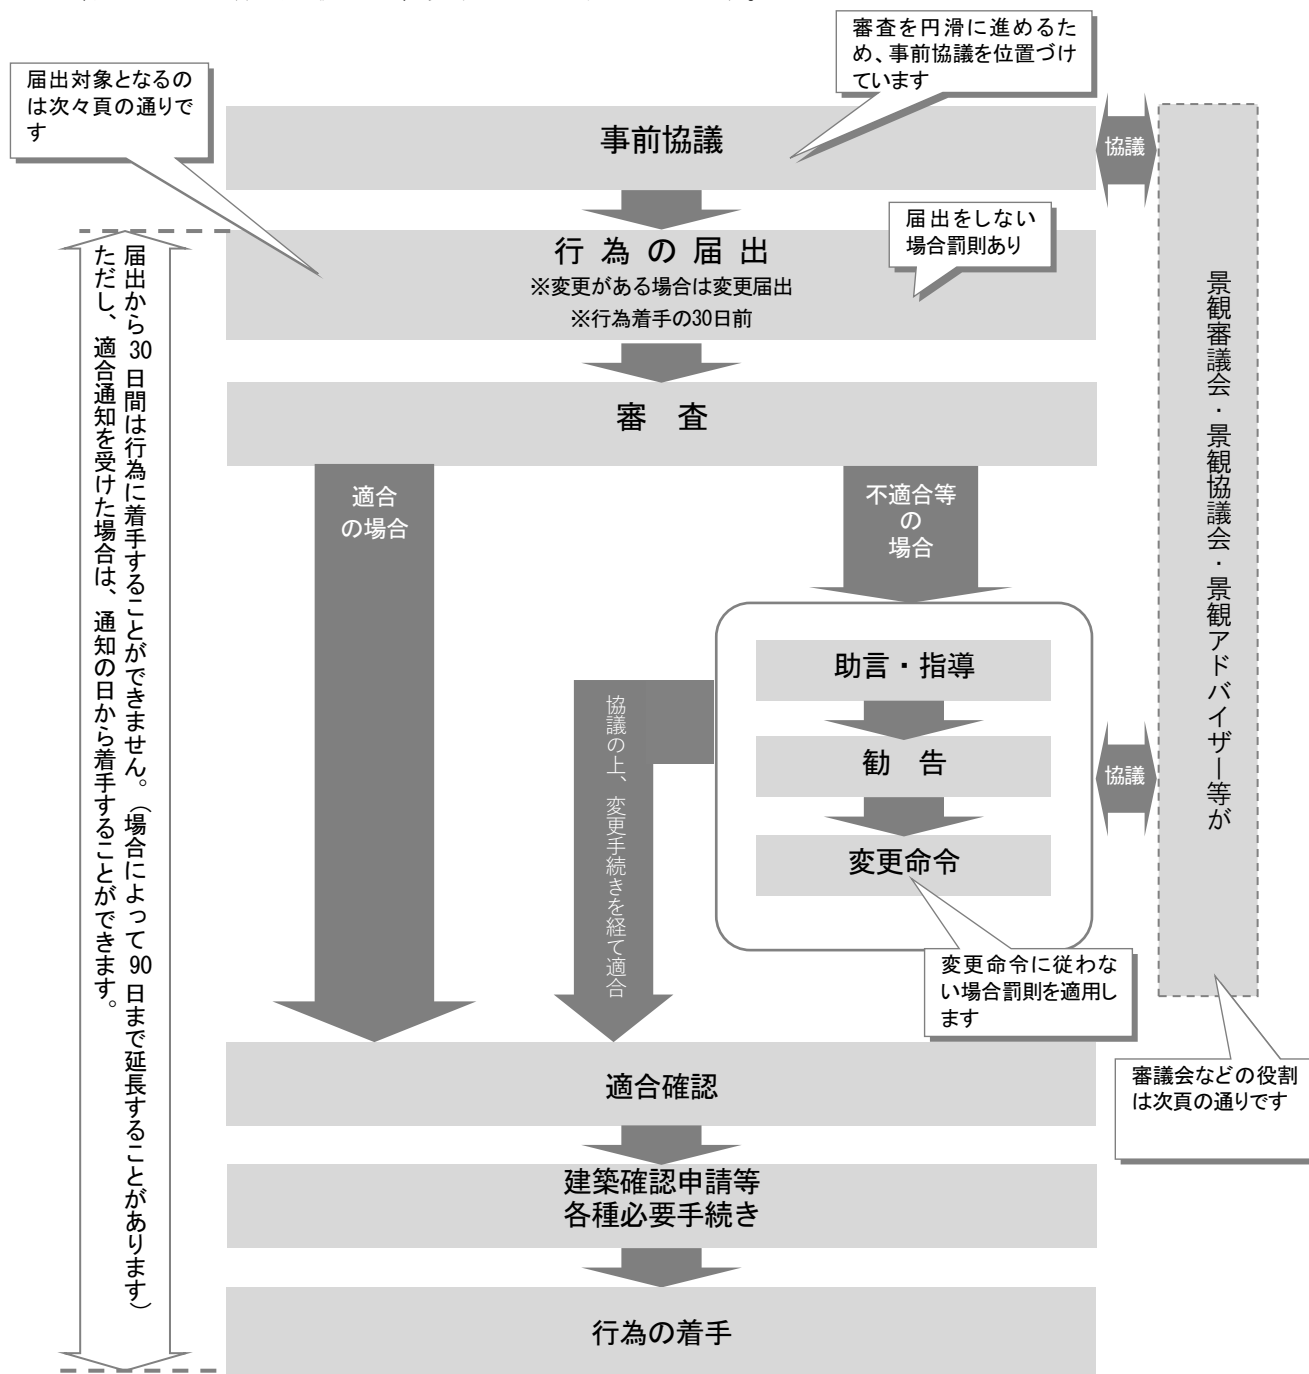 審査を円滑に進めるた
め、事前協議を位置づけ
ています
届出対象となるの
は次々頁の通りで
す
事前協議
協議
行為の届出
※変更がある場合は変更届出
※行為着手の30日前
届出をしない
場合罰則あり
審　査
適合
の場合
不適合等
の
場合
助言・指導
勧　告
変更命令
協議
協議の上、変更手続きを経て適合
変更命令に従わな
い場合罰則を適用し
ます
景観審議会・景観協議会・景観アドバイザー等が
審議会などの役割
は次頁の通りです
届出から30日間は行為に着手することができません。（場合によって90日まで延長することがあります）
ただし、適合通知を受けた場合は、通知の日から着手することができます。
適合確認
建築確認申請等
各種必要手続き
行為の着手